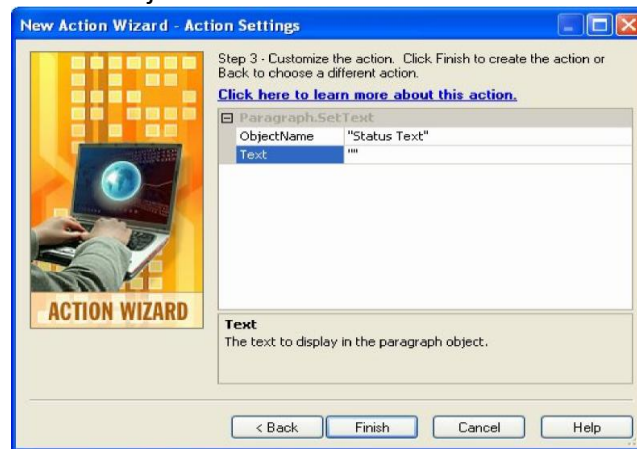 New Action Wizard - Action Settings
Step 3 - Customize the action. Click Finish to create the action or
Back to choose a different action.
Click here to learn more about this action.
Paragraph.SetText
ObjectName "Status Text"
Text ""
ACTION WIZARD
Text
The text to display in the paragraph object.
< Back Finish Cancel Help